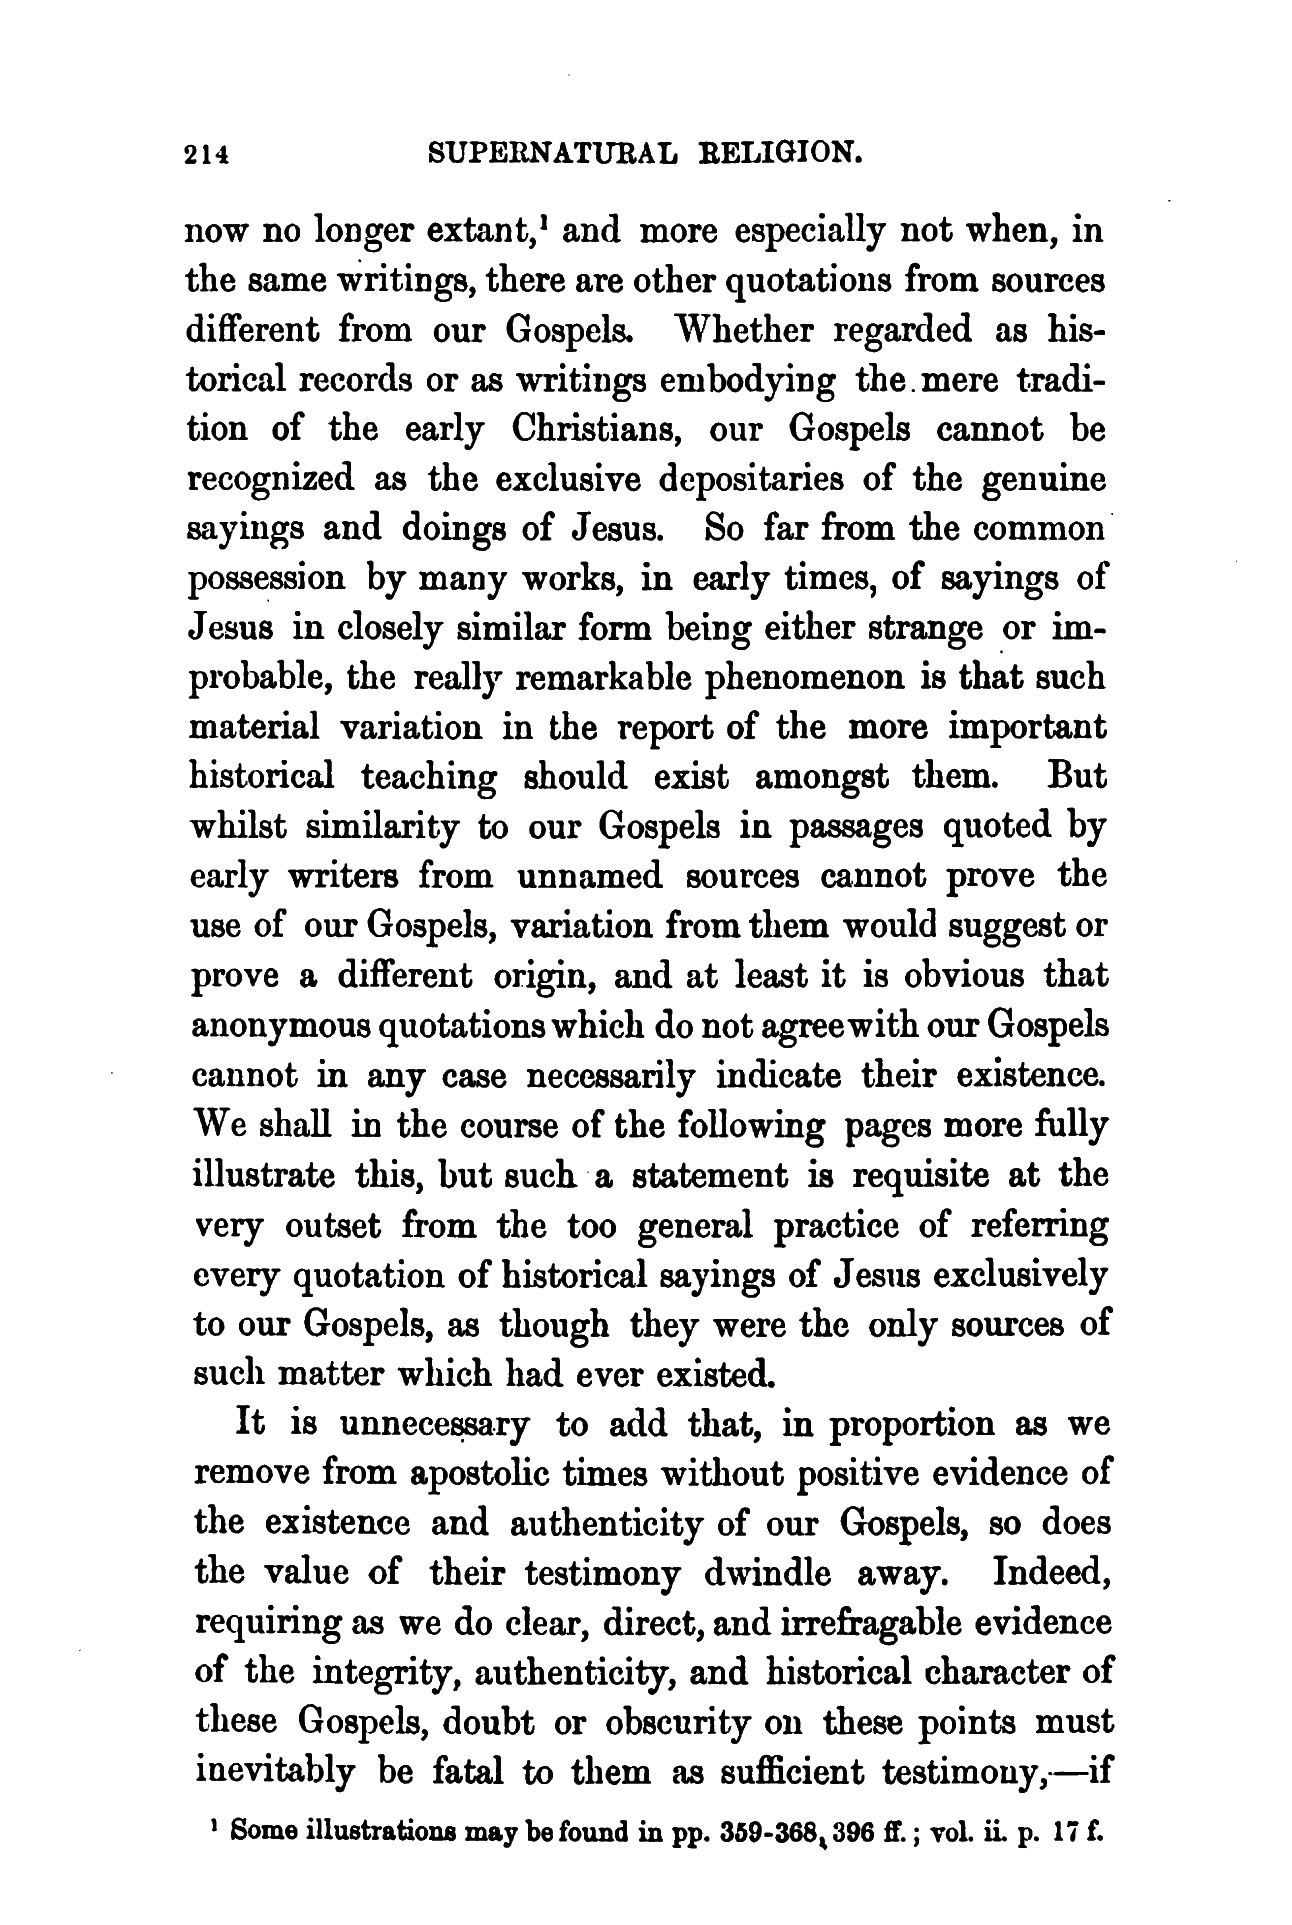 214 SUPERNATURAL RELIGION.
now no longer extant,¹ and more especially not when, in
the same writings, there are other quotations from sources
different from our Gospels. Whether regarded as his-
torical records or as writings embodying the mere tradi-
tion of the early Christians, our Gospels cannot be
recognized as the exclusive depositaries of the genuine
sayings and doings of Jesus. So far from the common
possession by many works, in early times, of sayings of
Jesus in closely similar form being either strange or im-
probable, the really remarkable phenomenon is that such
material variation in the report of the more important
historical teaching should exist amongst them. But
whilst similarity to our Gospels in passages quoted by
early writers from unnamed sources cannot prove the
use of our Gospels, variation from them would suggest or
prove a different origin, and at least it is obvious that
anonymous quotations which do not agree with our Gospels
cannot in any case necessarily indicate their existence.
We shall in the course of the following pages more fully
illustrate this, but such a statement is requisite at the
very outset from the too general practice of referring
every quotation of historical sayings of Jesus exclusively
to our Gospels, as though they were the only sources of
such matter which had ever existed.
It is unnecessary to add that, in proportion as we
remove from apostolic times without positive evidence of
the existence and authenticity of our Gospels, so does
the value of their testimony dwindle away. Indeed,
requiring as we do clear, direct, and irrefragable evidence
of the integrity, authenticity, and historical character of
these Gospels, doubt or obscurity on these points must
inevitably be fatal to them as sufficient testimony,—if
¹ Some illustrations may be found in pp. 359-368, 396 ff.; vol. ii. p. 17 f.